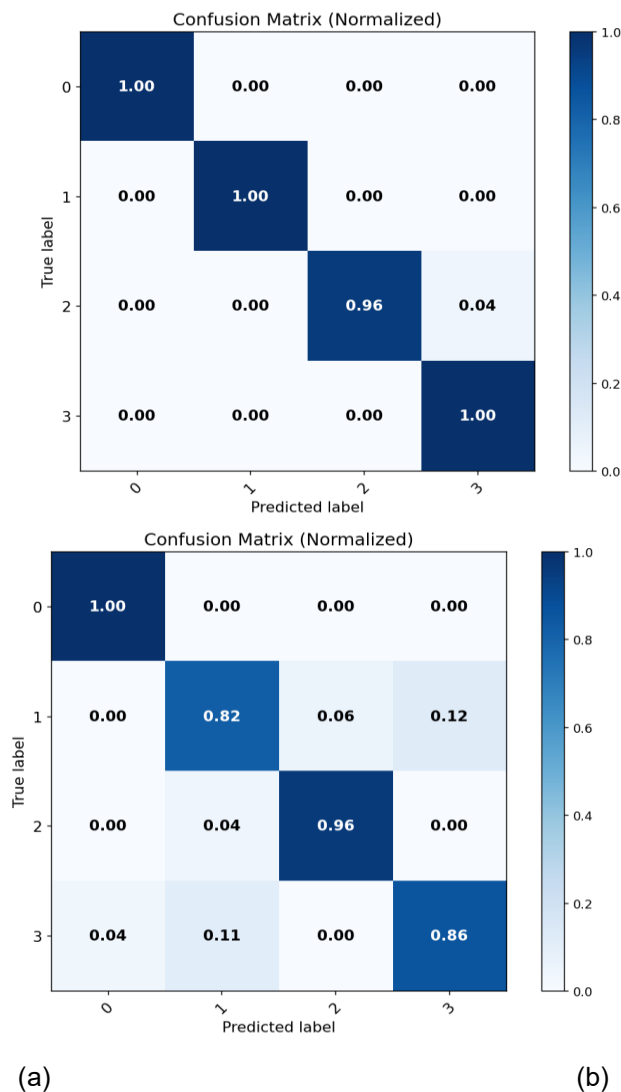 Confusion Matrix (Normalized)
True label
0 1.00 0.00 0.00 0.00
1 0.00 1.00 0.00 0.00
2 0.00 0.00 0.96 0.04
3 0.00 0.00 0.00 1.00
0 1 2 3
Predicted label
1.0
0.8
0.6
0.4
0.2
0.0
Confusion Matrix (Normalized)
True label
0 1.00 0.00 0.00 0.00
1 0.00 0.82 0.06 0.12
2 0.00 0.04 0.96 0.00
3 0.04 0.11 0.00 0.86
0 1 2 3
Predicted label
1.0
0.8
0.6
0.4
0.2
0.0
(a) (b)